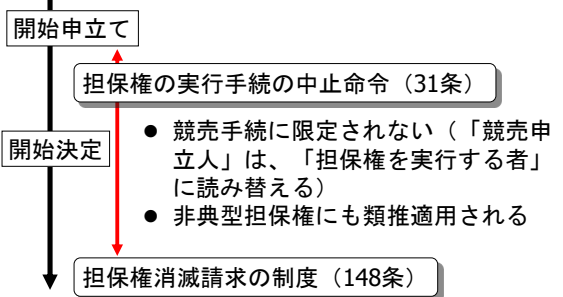 開始申立て
担保権の実行手続の中止命令（31条）
● 競売手続に限定されない（「競売申
立人」は、「担保権を実行する者」
に読み替える）
開始決定
● 非典型担保権にも類推適用される
担保権消滅請求の制度（148条）